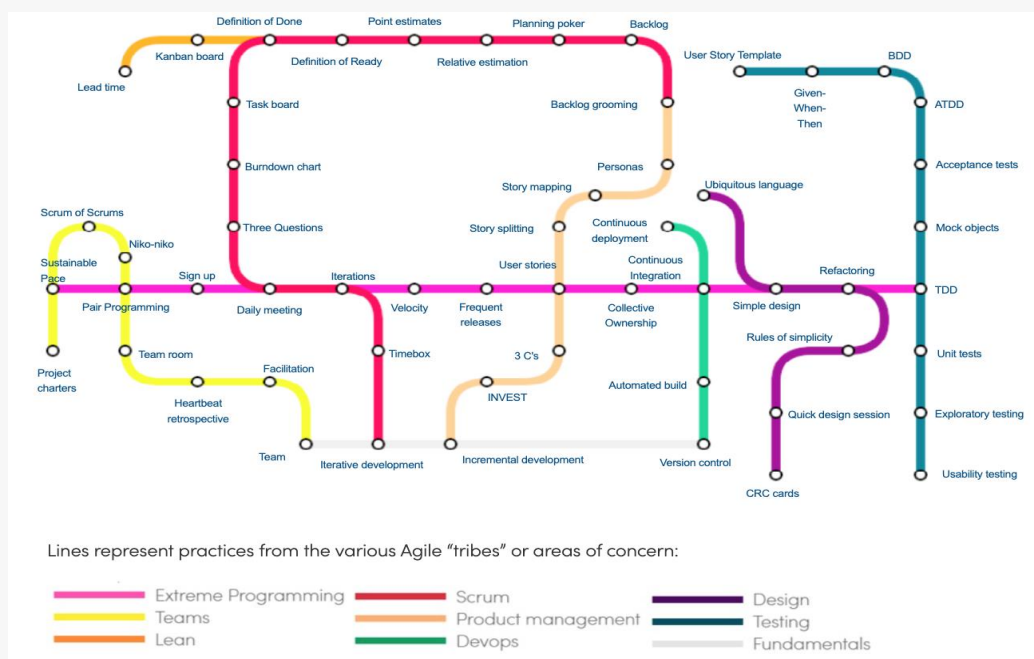 Definition of Done
Point estimates
Planning poker
Backlog
Kanban board
Definition of Ready
Relative estimation
User Story Template
BDD
Lead time
Given-
When-
Then
Task board
Backlog grooming
ATDD
Burndown chart
Personas
Acceptance tests
Story mapping
Ubiquitous language
Scrum of Scrums
Three Questions
Story splitting
Continuous
deployment
Mock objects
Niko-niko
Sustainable
Pace
Sign up
Iterations
User stories
Continuous
Integration
Refactoring
TDD
Pair Programming
Daily meeting
Velocity
Frequent
releases
Collective
Ownership
Simple design
Rules of simplicity
Team room
Timebox
3 C's
Unit tests
Project
charters
Facilitation
Automated build
Heartbeat
retrospective
INVEST
Quick design session
Exploratory testing
Team
Iterative development
Incremental development
Version control
Usability testing
CRC cards
Lines represent practices from the various Agile “tribes” or areas of concern:
Extreme Programming
Scrum
Design
Teams
Product management
Testing
Lean
Devops
Fundamentals